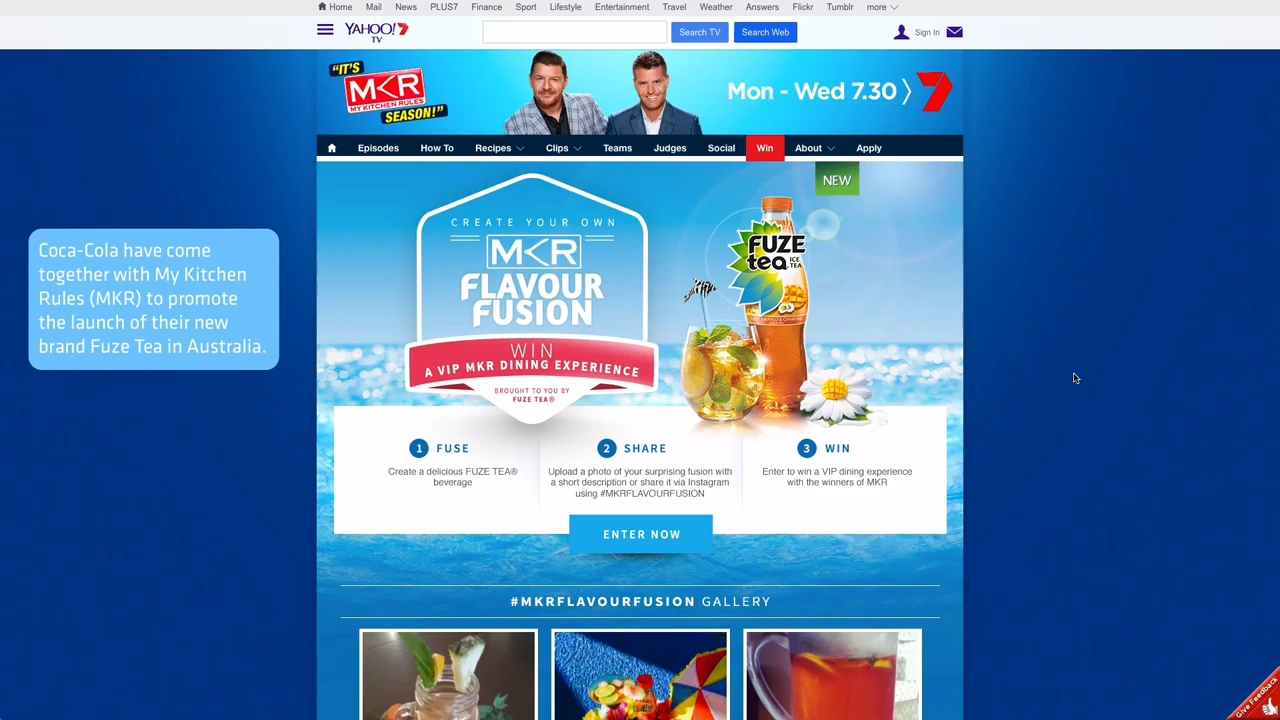 Home Mail News PLUS7 Finance Sport Lifestyle Entertainment Travel Weather Answers Flickr Tumblr more
YAHOO!7
TV
Search TV
Search Web
Sign In
"IT'S
MKR
MY KITCHEN RULES
SEASON!"
Mon - Wed 7.30
7
Episodes How To Recipes Clips Teams Judges Social Win About Apply
NEW
CREATE YOUR OWN
MKR
FLAVOUR
FUSION
WIN
A VIP MKR DINING EXPERIENCE
BROUGHT TO YOU BY
FUZE TEA®
FUZE
tea
ICE
TEA
Coca-Cola have come
together with My Kitchen
Rules (MKR) to promote
the launch of their new
brand Fuze Tea in Australia.
1 FUSE
Create a delicious FUZE TEA®
beverage
2 SHARE
Upload a photo of your surprising fusion with
a short description or share it via Instagram
using #MKRFLAVOURFUSION
3 WIN
Enter to win a VIP dining experience
with the winners of MKR
ENTER NOW
#MKRFLAVOURFUSION GALLERY
Give Feedback